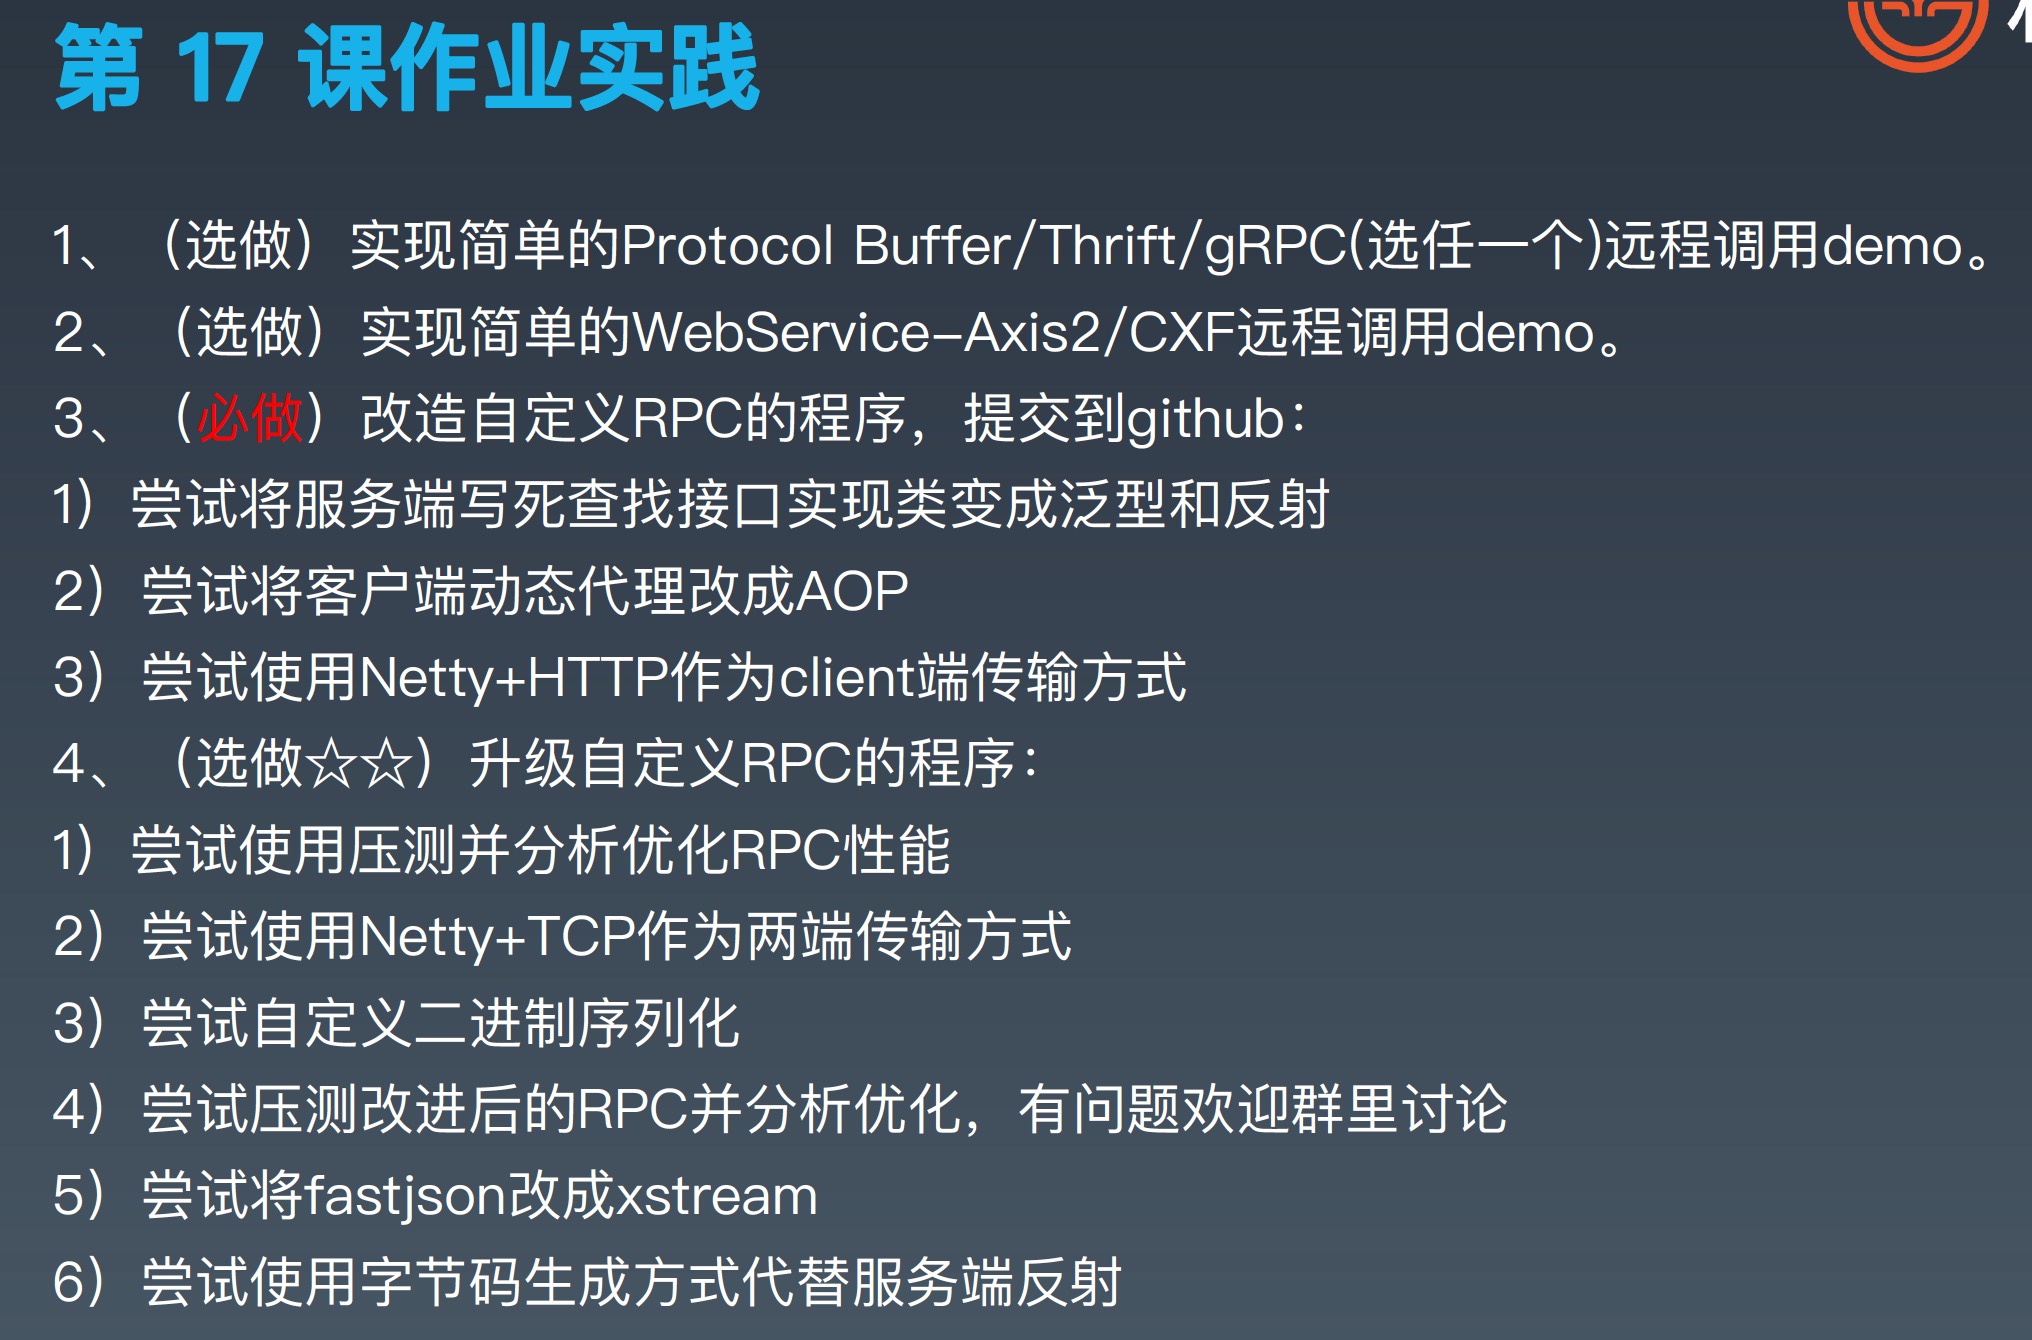 第 17 课作业实践
1、（选做）实现简单的Protocol Buffer/Thrift/gRPC(选任一个)远程调用demo。
2、（选做）实现简单的WebService-Axis2/CXF远程调用demo。
3、（必做）改造自定义RPC的程序，提交到github：
1）尝试将服务端写死查找接口实现类变成泛型和反射
2）尝试将客户端动态代理改成AOP
3）尝试使用Netty+HTTP作为client端传输方式
4、（选做☆☆）升级自定义RPC的程序：
1）尝试使用压测并分析优化RPC性能
2）尝试使用Netty+TCP作为两端传输方式
3）尝试自定义二进制序列化
4）尝试压测改进后的RPC并分析优化，有问题欢迎群里讨论
5）尝试将fastjson改成xstream
6）尝试使用字节码生成方式代替服务端反射